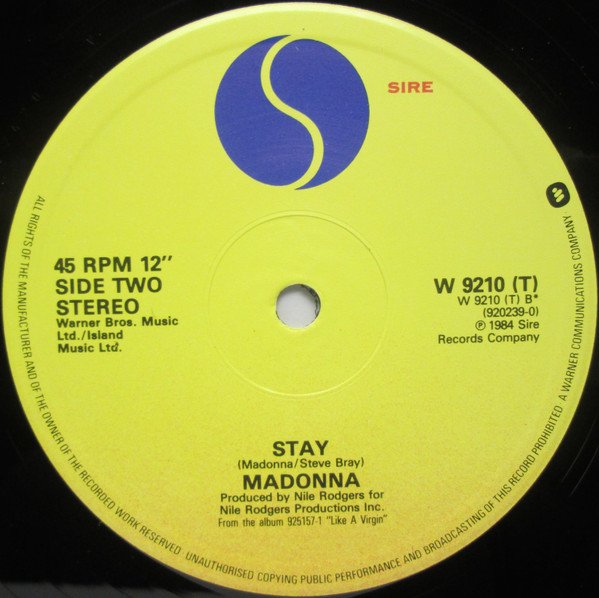 SIRE
45 RPM 12"
SIDE TWO
STEREO
Warner Bros. Music
Ltd./Island
Music Ltd.
W 9210 (T)
W 9210 (T) B*
(920239-0)
℗ 1984 Sire
Records Company
STAY
(Madonna/Steve Bray)
MADONNA
Produced by Nile Rodgers for
Nile Rodgers Productions Inc.
From the album 925157-1 "Like A Virgin"
ALL RIGHTS OF THE MANUFACTURER AND OF THE OWNER OF THE RECORDED WORK RESERVED. UNAUTHORISED COPYING PUBLIC PERFORMANCE AND BROADCASTING OF THIS RECORD PROHIBITED. A WARNER COMMUNICATIONS COMPANY